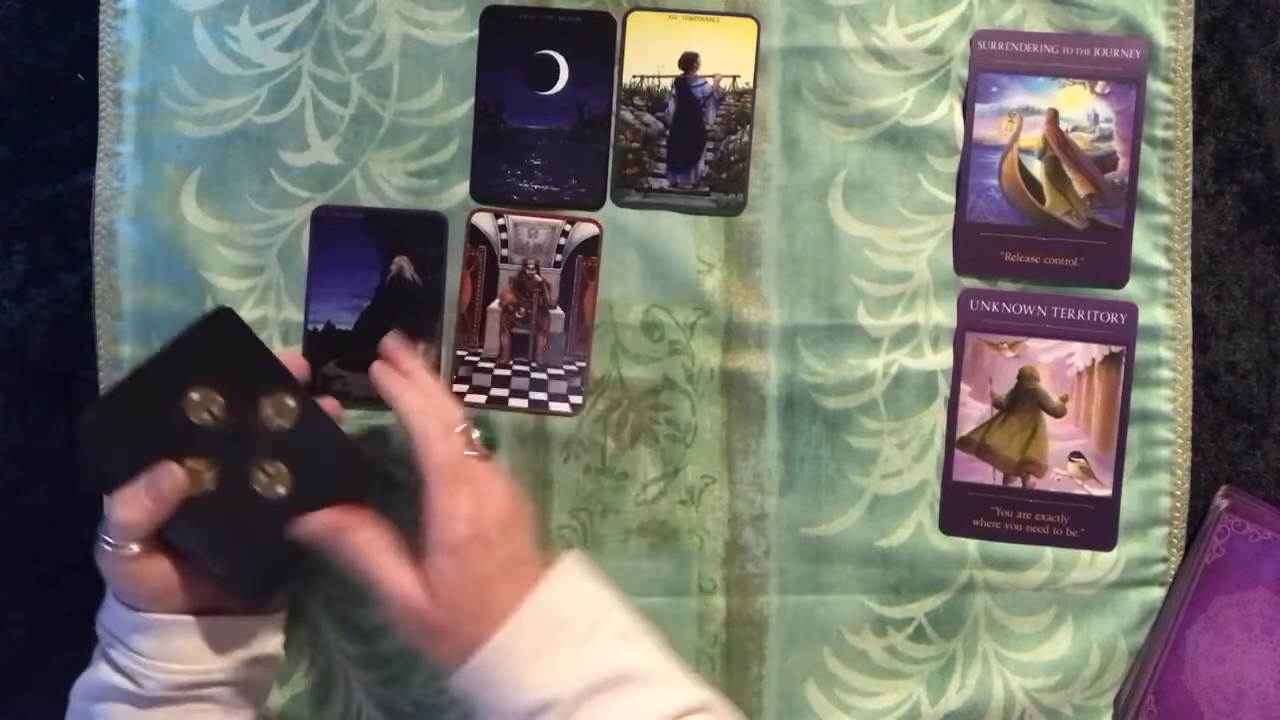 XIV TEMPERANCE
SURRENDERING TO THE JOURNEY
"Release control."
UNKNOWN TERRITORY
"You are exactly
where you need to be."